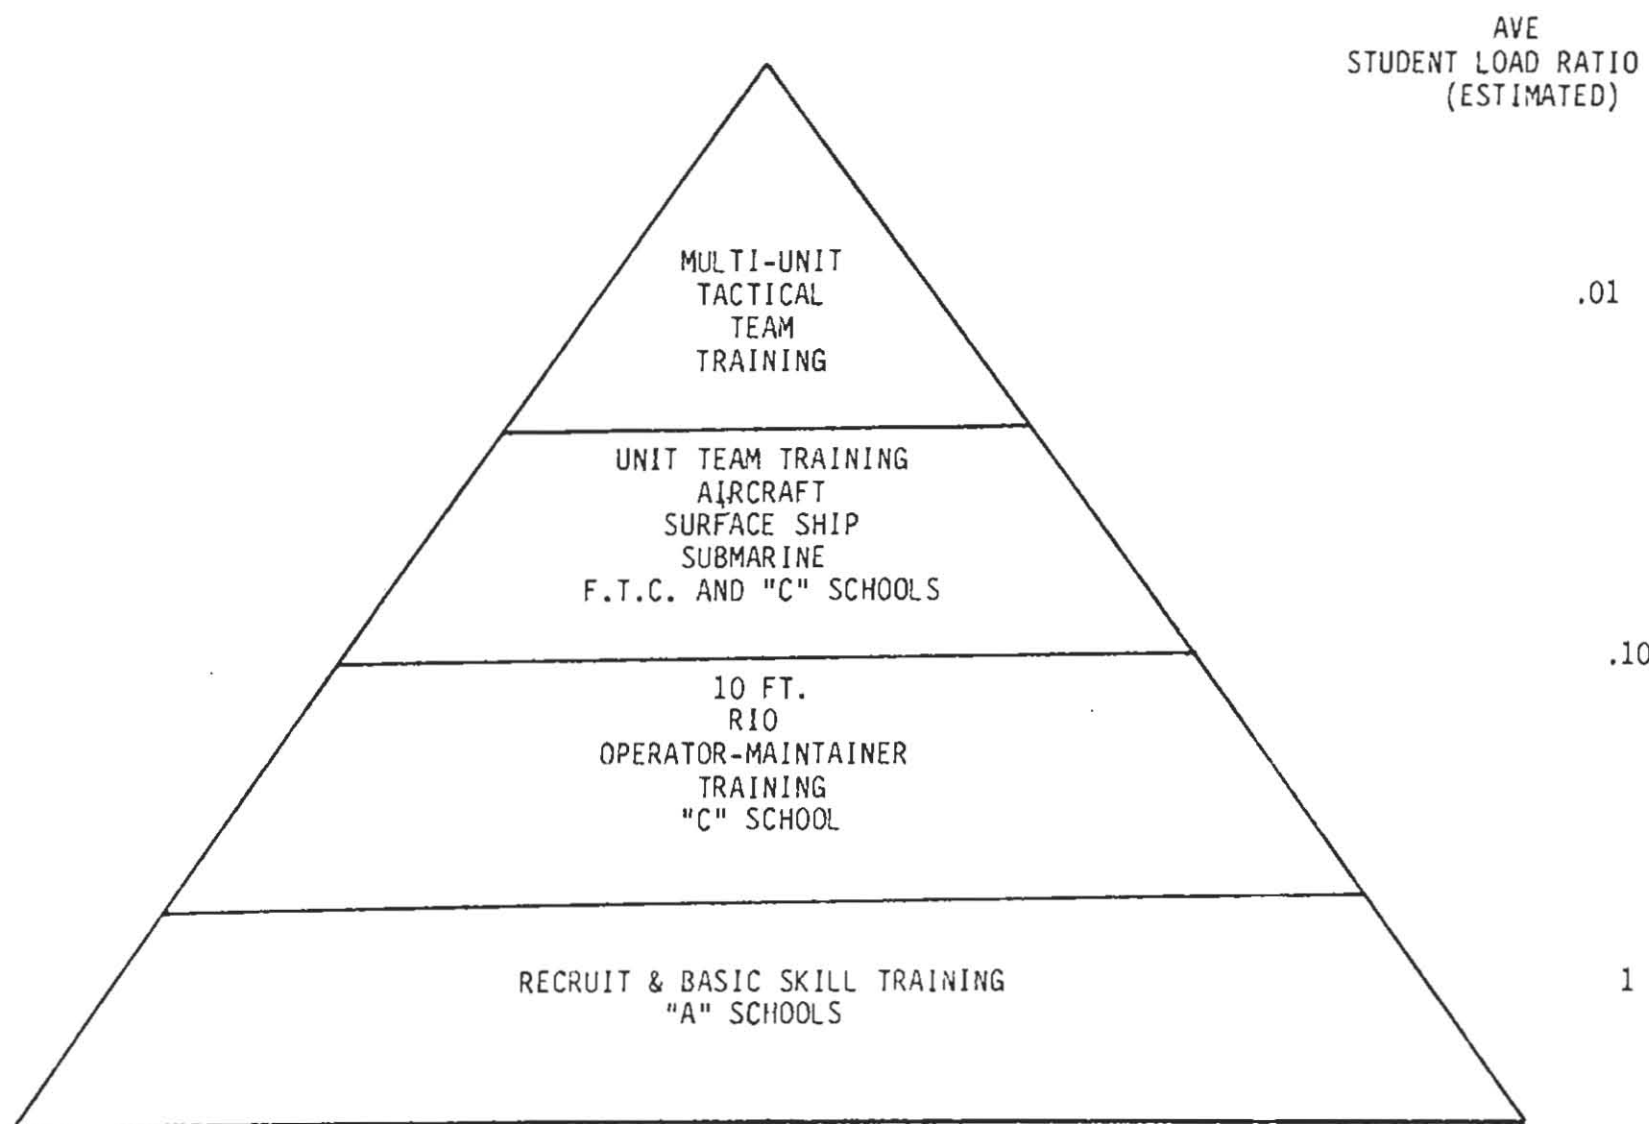 AVE
STUDENT LOAD RATIO
(ESTIMATED)
MULTI-UNIT
TACTICAL
TEAM
TRAINING
.01
UNIT TEAM TRAINING
AIRCRAFT
SURFACE SHIP
SUBMARINE
F.T.C. AND "C" SCHOOLS
.10
10 FT.
RIO
OPERATOR-MAINTAINER
TRAINING
"C" SCHOOL
RECRUIT & BASIC SKILL TRAINING
"A" SCHOOLS
1